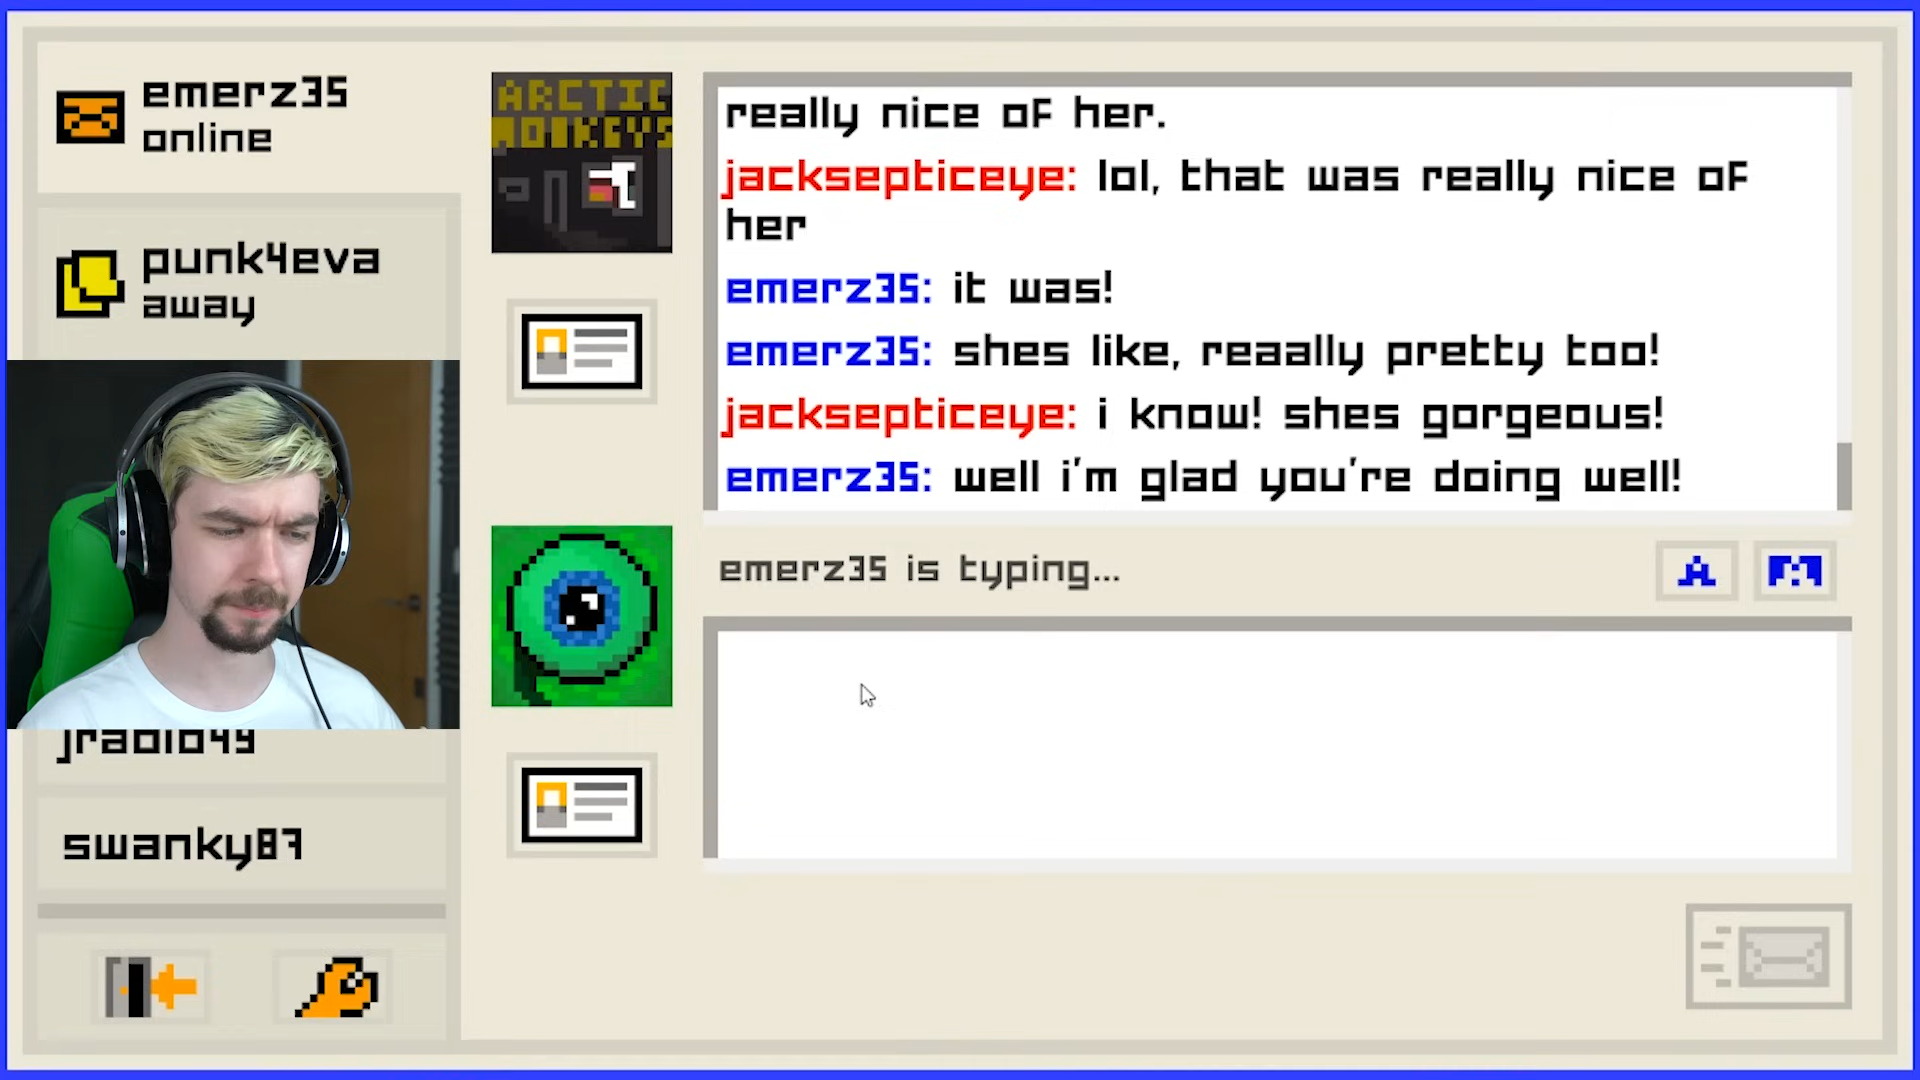 emerz35
online
punk4eva
away
jradio49
swanky87
ARCTIC
MONKEYS
really nice of her.
jacksepticeye: lol, that was really nice of
her
emerz35: it was!
emerz35: shes like, reaally pretty too!
jacksepticeye: i know! shes gorgeous!
emerz35: well i'm glad you're doing well!
emerz35 is typing...
A